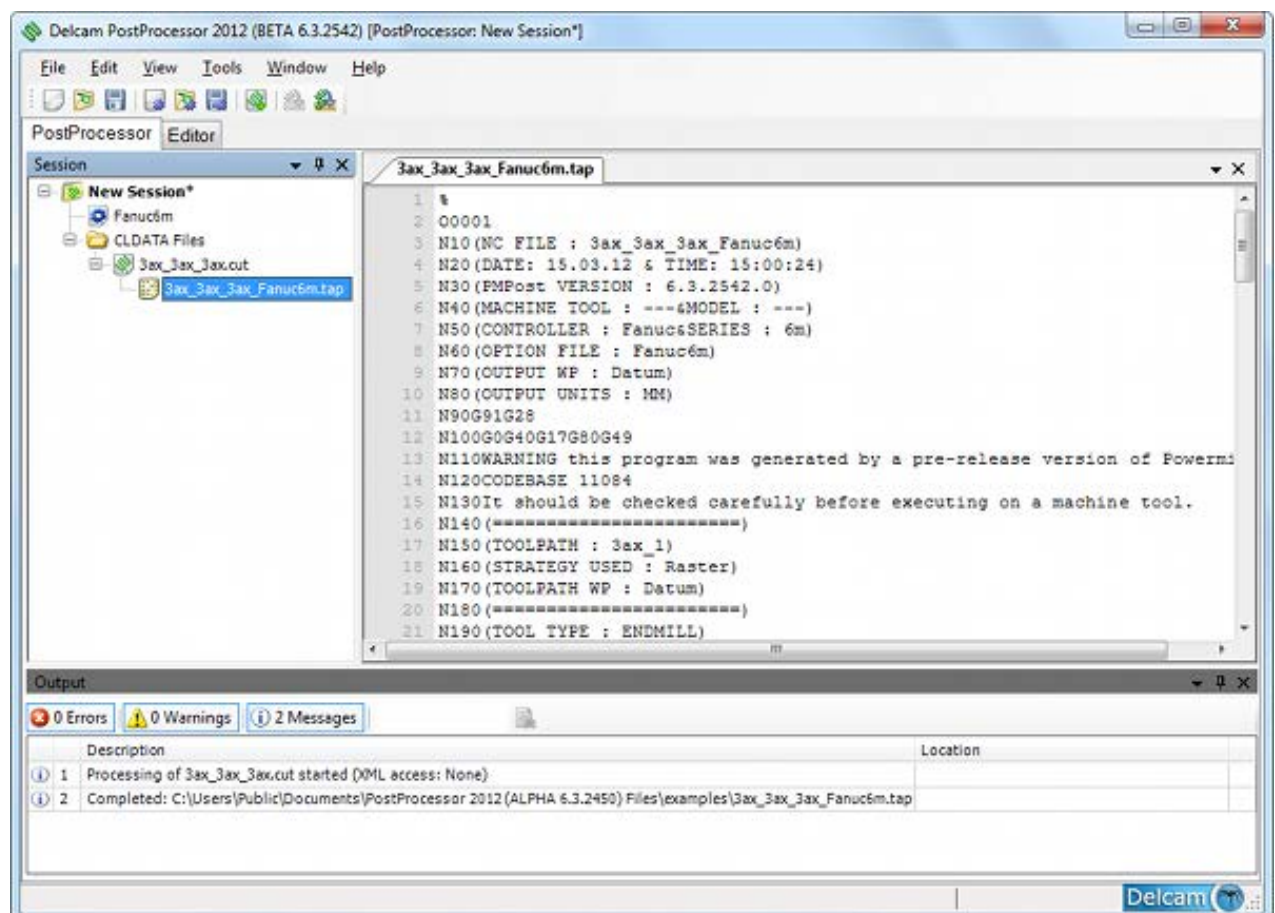 Delcam PostProcessor 2012 (BETA 6.3.2542) [PostProcessor: New Session*]
File Edit View Tools Window Help
PostProcessor Editor
Session
New Session*
Fanuc6m
CLDATA Files
3ax_3ax_3ax.cut
3ax_3ax_3ax_Fanuc6m.tap
3ax_3ax_3ax_Fanuc6m.tap
1 %
2 O0001
3 N10(NC FILE : 3ax_3ax_3ax_Fanuc6m)
4 N20(DATE: 15.03.12 & TIME: 15:00:24)
5 N30(PMPost VERSION : 6.3.2542.0)
6 N40(MACHINE TOOL : ---&MODEL : ---)
7 N50(CONTROLLER : Fanuc&SERIES : 6m)
8 N60(OPTION FILE : Fanuc6m)
9 N70(OUTPUT WP : Datum)
10 N80(OUTPUT UNITS : MM)
11 N90G91G28
12 N100G0G40G17G80G49
13 N110WARNING this program was generated by a pre-release version of Powermi
14 N120CODEBASE 11084
15 N130It should be checked carefully before executing on a machine tool.
16 N140(=======================)
17 N150(TOOLPATH : 3ax_1)
18 N160(STRATEGY USED : Raster)
19 N170(TOOLPATH WP : Datum)
20 N180(=======================)
21 N190(TOOL TYPE : ENDMILL)
Output
0 Errors 0 Warnings 2 Messages
Description Location
1 Processing of 3ax_3ax_3ax.cut started (XML access: None)
2 Completed: C:\Users\Public\Documents\PostProcessor 2012 (ALPHA 6.3.2450) Files\examples\3ax_3ax_3ax_Fanuc6m.tap
Delcam